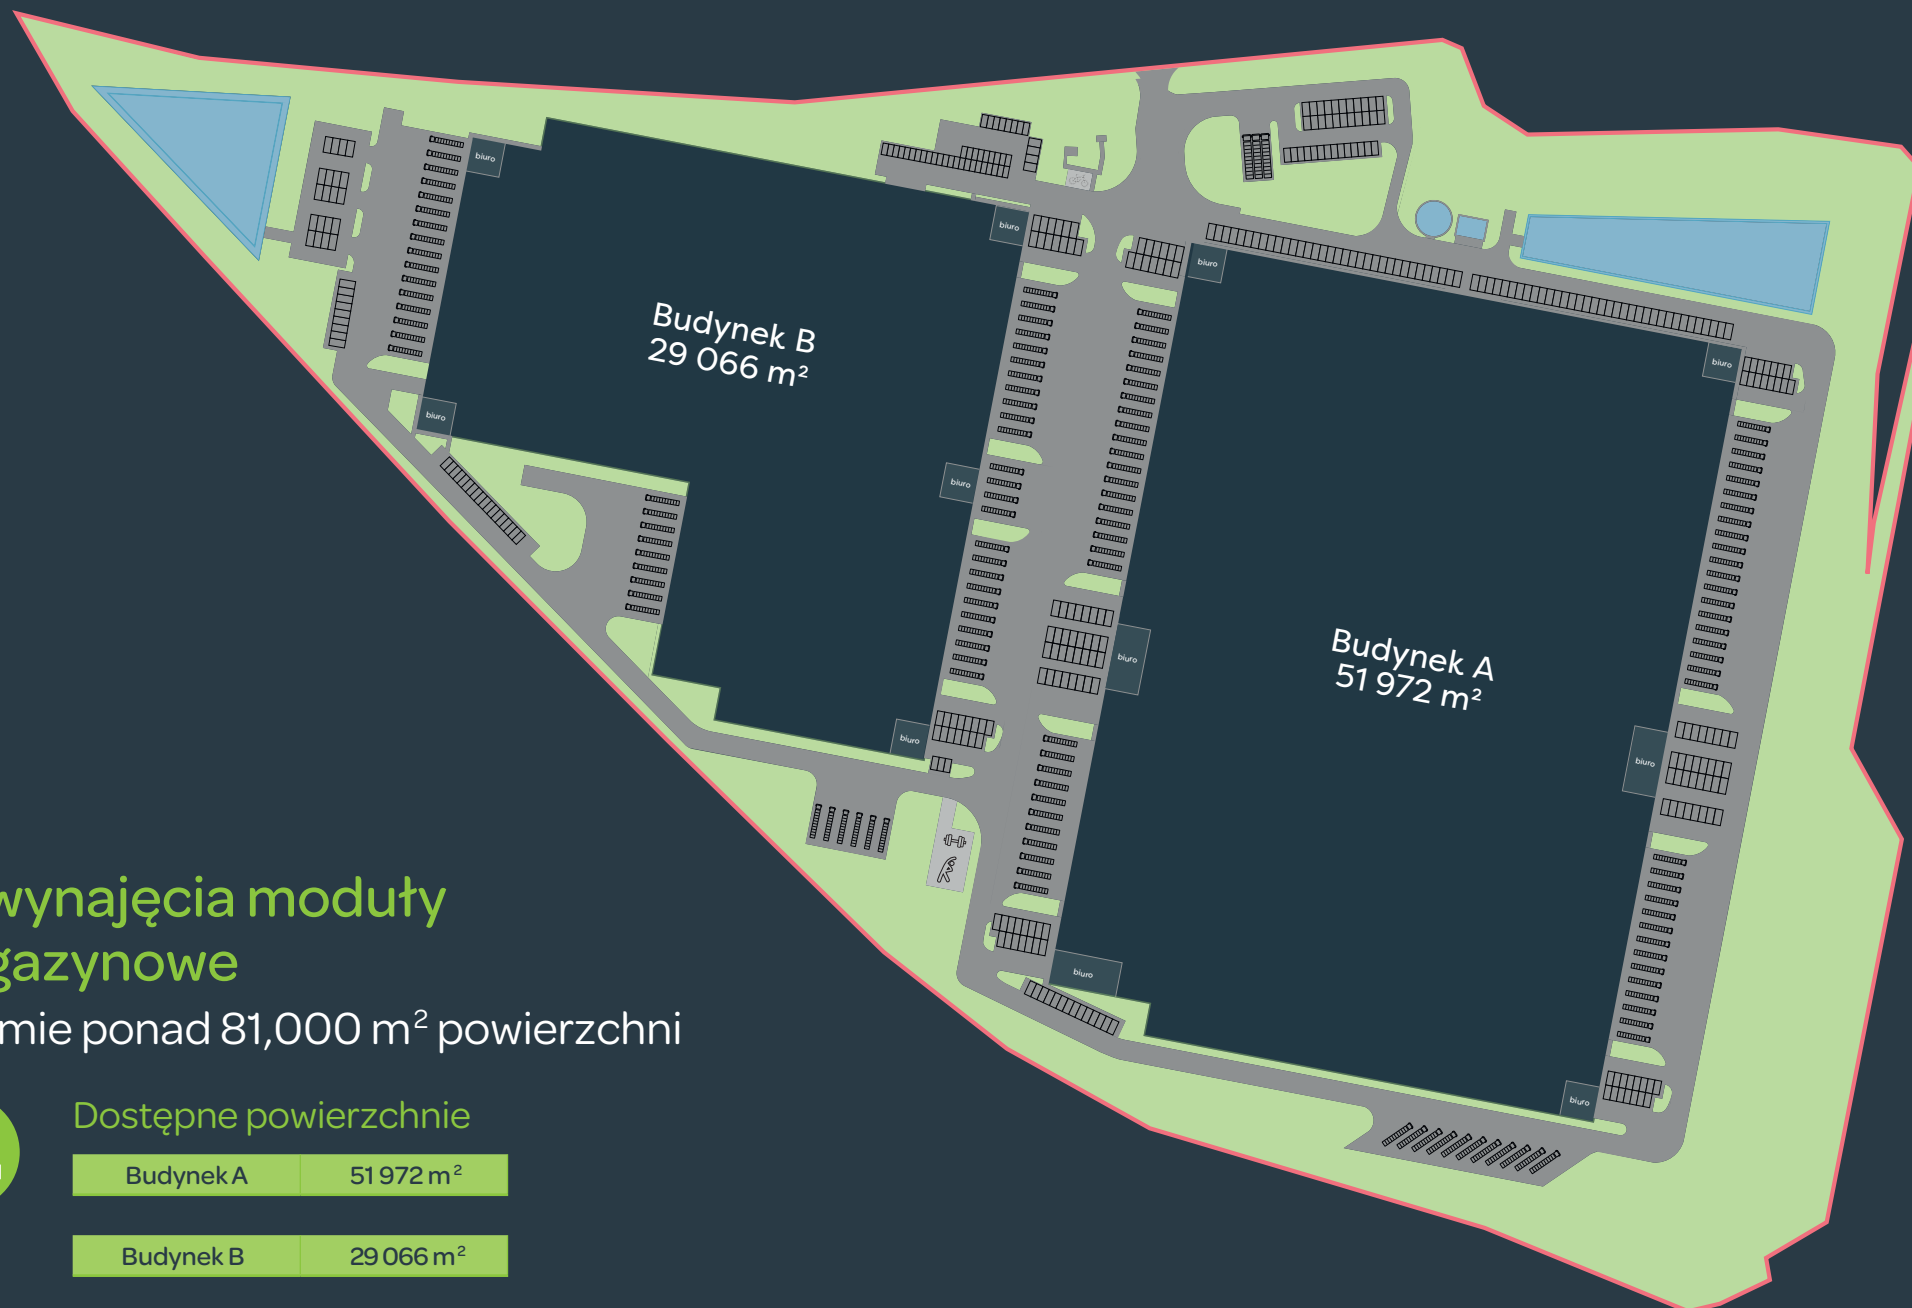 biuro
biuro
biuro
Budynek B
29 066 m²
biuro
biuro
biuro
Budynek A
51 972 m²
biuro
biuro
biuro
biuro
biuro
wynajęcia moduły
gazynowe
mie ponad 81,000 m² powierzchni
Dostępne powierzchnie
Budynek A 51 972 m²
Budynek B 29 066 m²